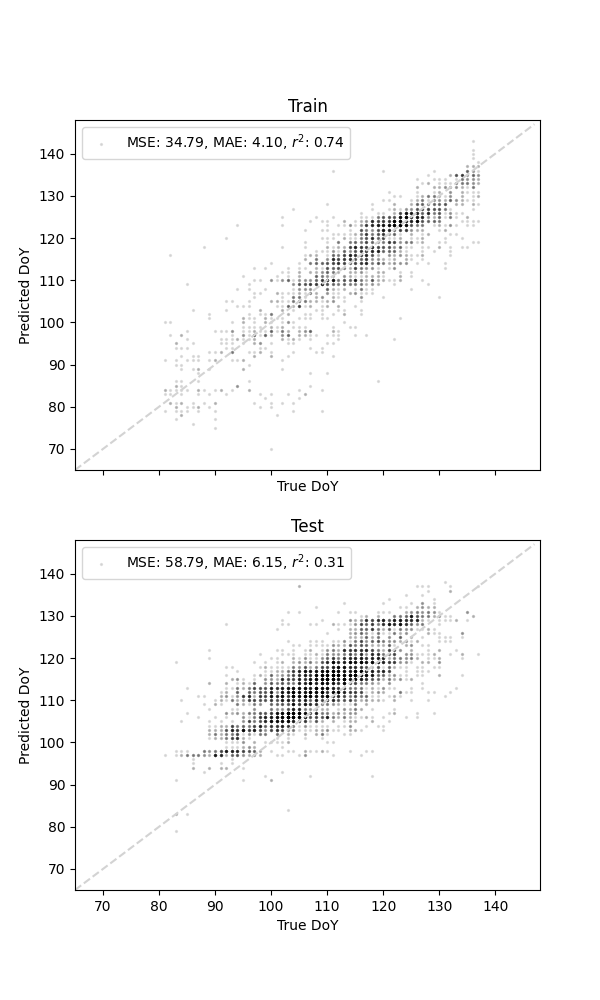 Train
MSE: 34.79, MAE: 4.10, r²: 0.74
140
130
120
110
100
90
80
70
Predicted DoY
True DoY
Test
MSE: 58.79, MAE: 6.15, r²: 0.31
140
130
120
110
100
90
80
70
Predicted DoY
70 80 90 100 110 120 130 140
True DoY